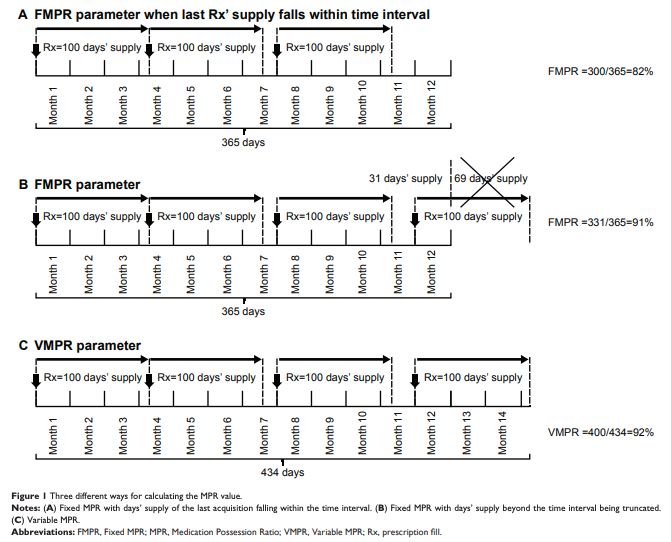 A FMPR parameter when last Rx' supply falls within time interval
Rx=100 days' supply Rx=100 days' supply Rx=100 days' supply
FMPR =300/365=82%
Month 1 Month 2 Month 3 Month 4 Month 5 Month 6 Month 7 Month 8 Month 9 Month 10 Month 11 Month 12
365 days
31 days' supply 69 days' supply
B FMPR parameter
Rx=100 days' supply Rx=100 days' supply Rx=100 days' supply Rx=100 days' supply
FMPR =331/365=91%
Month 1 Month 2 Month 3 Month 4 Month 5 Month 6 Month 7 Month 8 Month 9 Month 10 Month 11 Month 12
365 days
C VMPR parameter
Rx=100 days' supply Rx=100 days' supply Rx=100 days' supply Rx=100 days' supply
Month 1 Month 2 Month 3 Month 4 Month 5 Month 6 Month 7 Month 8 Month 9 Month 10 Month 11 Month 12 Month 13 Month 14
VMPR =400/434=92%
434 days
Figure 1 Three different ways for calculating the MPR value.
Notes: (A) Fixed MPR with days' supply of the last acquisition falling within the time interval. (B) Fixed MPR with days' supply beyond the time interval being truncated.
(C) Variable MPR.
Abbreviations: FMPR, Fixed MPR; MPR, Medication Possession Ratio; VMPR, Variable MPR; Rx, prescription fill.